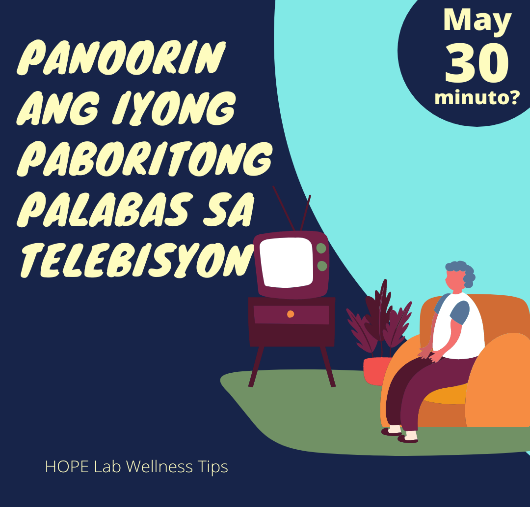 May
30
minuto?
PANOORIN
ANG IYONG
PABORITONG
PALABAS SA
TELEBISYON
HOPE Lab Wellness Tips